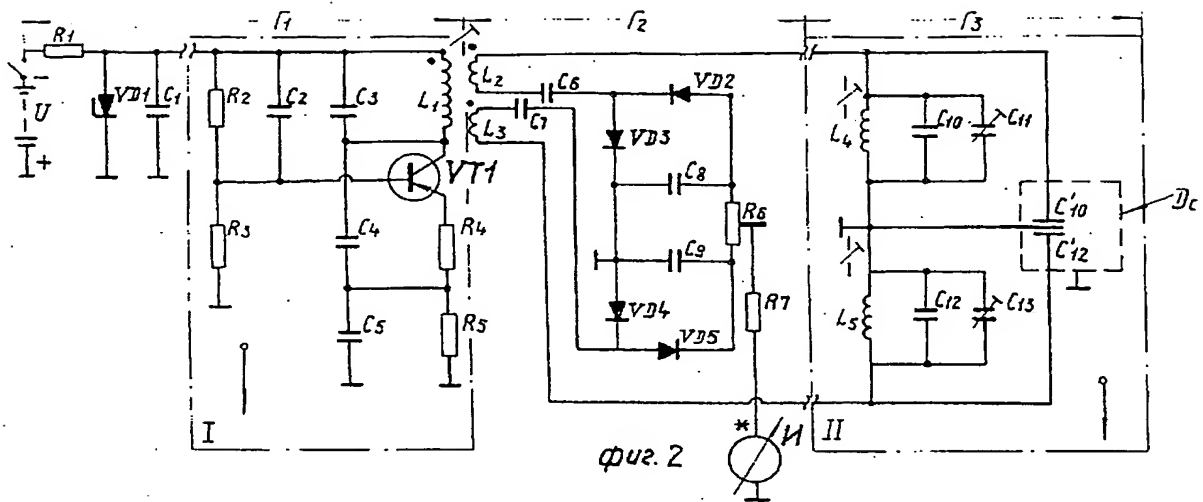 Г1
Г2
Г3
R1
U
+
VD1
C1
R2
C2
C3
L1
L2
C6
VD2
L3
C7
VD3
VT1
R3
C4
R4
C8
R6
C9
C5
R5
VD4
VD5
R7
L4
C10
C11
C'10
C'12
Dc
L5
C12
C13
I
фиг. 2
*
И
II